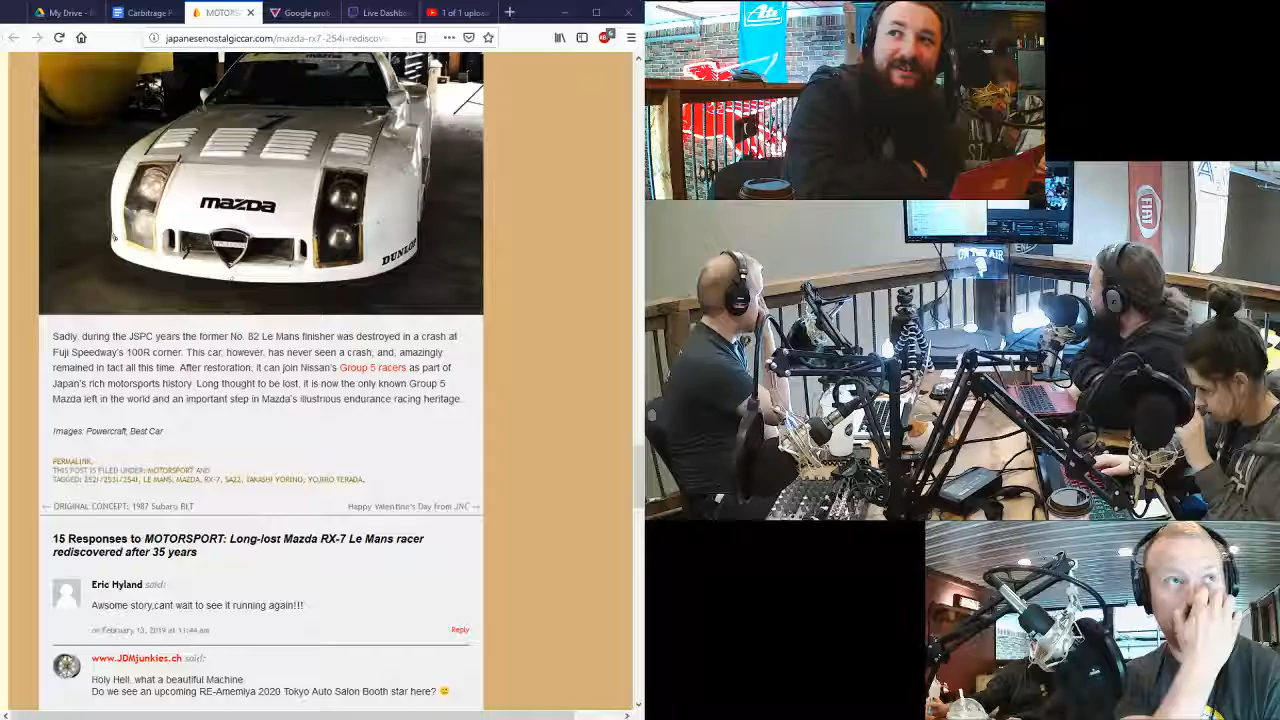 My Drive -
Carbitrage P
MOTORSP
Google prob
Live Dashbo
1 of 1 uploa
japanesenostalgiccar.com/mazda-rx7-254i-rediscov
mazda
DUNLOP
Sadly, during the JSPC years the former No. 82 Le Mans finisher was destroyed in a crash at
Fuji Speedway's 100R corner. This car, however, has never seen a crash, and, amazingly
remained in tact all this time. After restoration, it can join Nissan's Group 5 racers as part of
Japan's rich motorsports history. Long thought to be lost, it is now the only known Group 5
Mazda left in the world and an important step in Mazda's illustrious endurance racing heritage.
Images: Powercraft, Best Car
PERMALINK.
THIS POST IS FILED UNDER: MOTORSPORT AND
TAGGED: 252I/253I/254I, LE MANS, MAZDA, RX-7, SA22, TAKASHI YORINO, YOJIRO TERADA.
← ORIGINAL CONCEPT: 1987 Subaru BLT
Happy Valentine's Day from JNC →
15 Responses to MOTORSPORT: Long-lost Mazda RX-7 Le Mans racer
rediscovered after 35 years
Eric Hyland said:
Awsome story,cant wait to see it running again!!!
on February 13, 2019 at 11:44 am
Reply
www.JDMjunkies.ch said:
Holy Hell, what a beautiful Machine
Do we see an upcoming RE-Amemiya 2020 Tokyo Auto Salon Booth star here?
Ate
FIAT
ON AIR